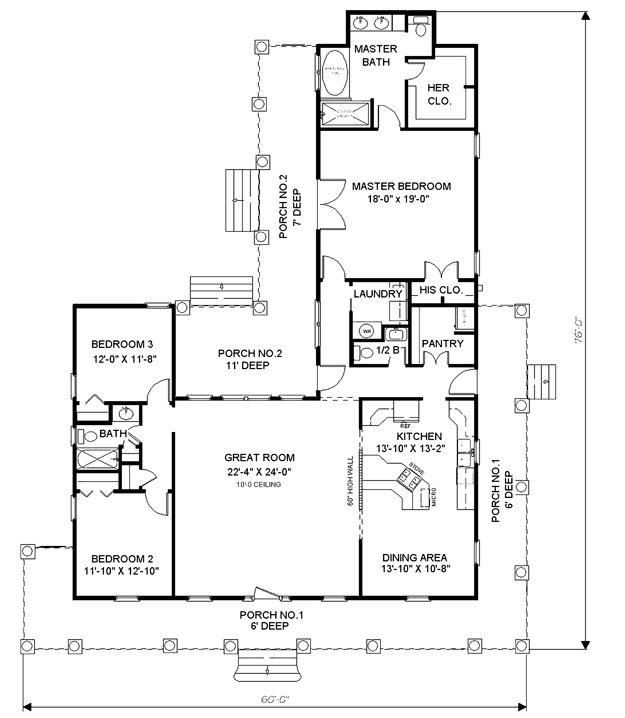 MASTER
BATH
HER
CLO.
MASTER BEDROOM
18'-0" x 19'-0"
PORCH NO.2
7' DEEP
LAUNDRY
HIS CLO.
WH
1/2 B
PANTRY
BEDROOM 3
12'-0" X 11'-8"
PORCH NO.2
11' DEEP
76'-0"
BATH
GREAT ROOM
22'-4" X 24'-0"
10'-0 CEILING
REF
KITCHEN
13'-10" X 13'-2"
60" HIGH WALL
STOVE
MICRO
PORCH NO.1
6' DEEP
BEDROOM 2
11'-10" X 12'-10"
DINING AREA
13'-10" X 10'-8"
PORCH NO.1
6' DEEP
60'-0"